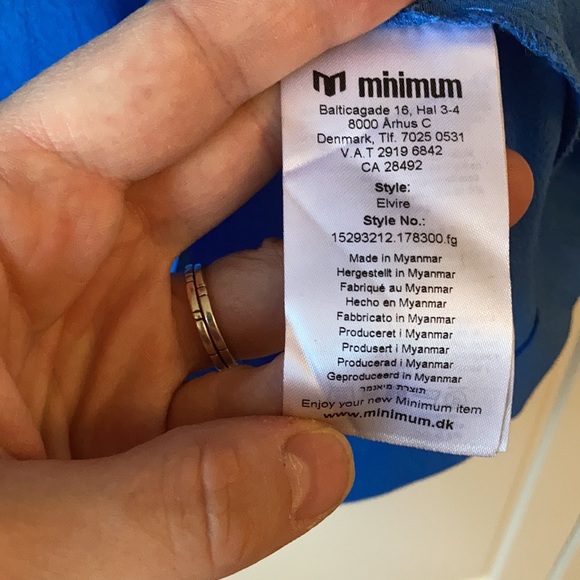 minimum
Balticagade 16, Hal 3-4
8000 Århus C
Denmark, Tlf. 7025 0531
V.A.T 2919 6842
CA 28492
Style:
Elvire
Style No.:
15293212.178300.fg
Made in Myanmar
Hergestellt in Myanmar
Fabriqué au Myanmar
Hecho en Myanmar
Fabbricato in Myanmar
Produceret i Myanmar
Produsert i Myanmar
Producerad i Myanmar
Geproduceerd in Myanmar
תוצרת מיאנמר
Enjoy your new Minimum item
www.minimum.dk